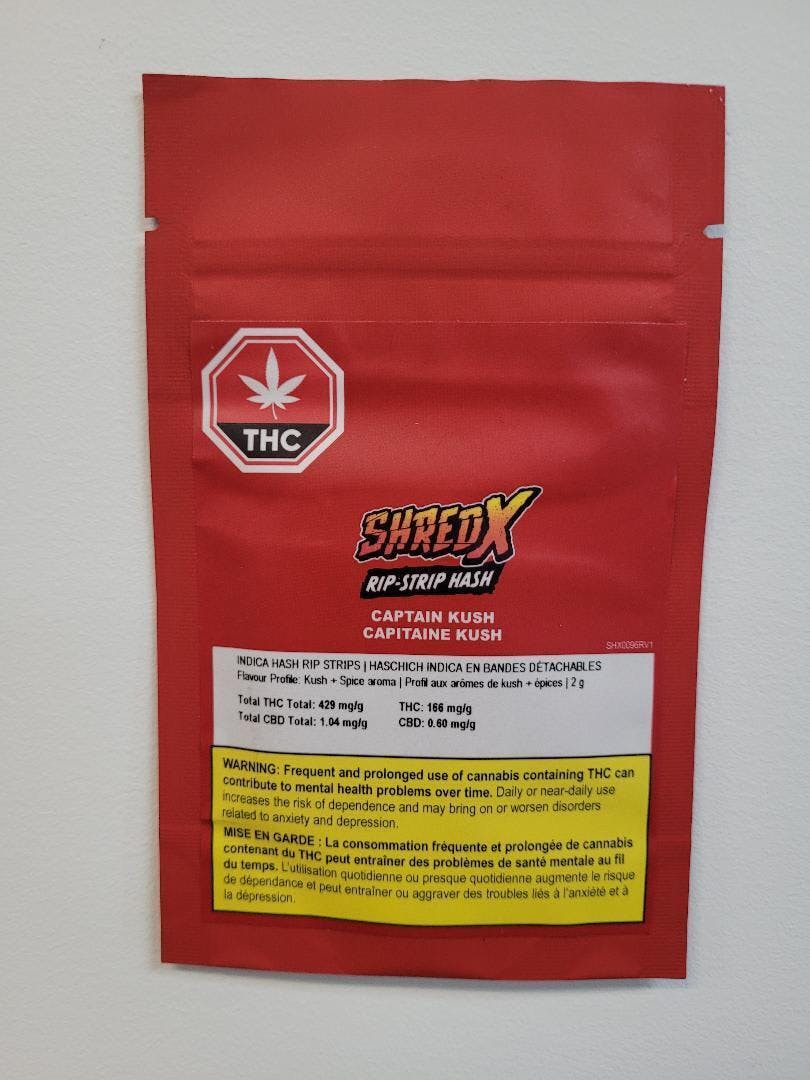 THC
SHRED X
RIP-STRIP HASH
CAPTAIN KUSH
CAPITAINE KUSH
SHX0096RV1
INDICA HASH RIP STRIPS | HASCHICH INDICA EN BANDES DÉTACHABLES
Flavour Profile: Kush + Spice aroma | Profil aux arômes de kush + épices | 2 g
Total THC Total: 429 mg/g THC: 166 mg/g
Total CBD Total: 1.04 mg/g CBD: 0.60 mg/g
WARNING: Frequent and prolonged use of cannabis containing THC can
contribute to mental health problems over time. Daily or near-daily use
increases the risk of dependence and may bring on or worsen disorders
related to anxiety and depression.
MISE EN GARDE : La consommation fréquente et prolongée de cannabis
contenant du THC peut entraîner des problèmes de santé mentale au fil
du temps. L'utilisation quotidienne ou presque quotidienne augmente le risque
de dépendance et peut entraîner ou aggraver des troubles liés à l'anxiété et à
la dépression.